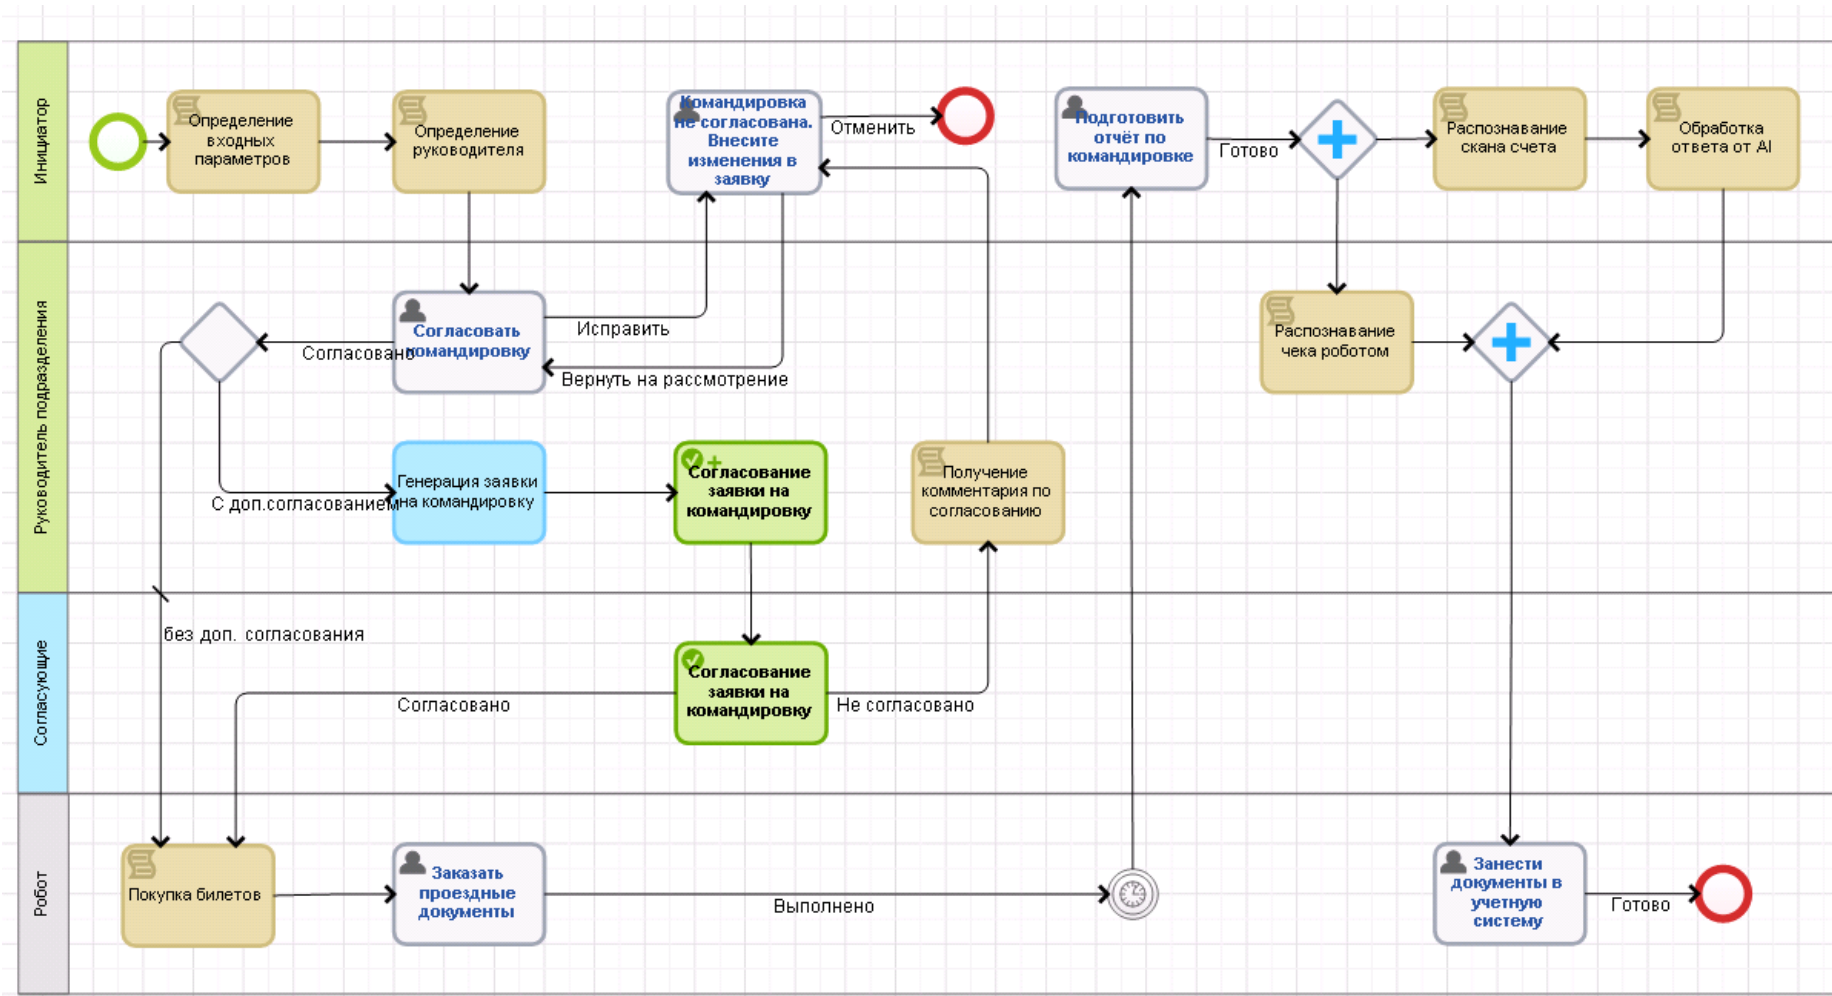 Инициатор
Определение
входных
параметров
Определение
руководителя
Командировка
не согласована.
Внесите
изменения в
заявку
Отменить
Подготовить
отчёт по
командировке
Готово
Распознавание
скана счета
Обработка
ответа от AI
Руководитель подразделения
Согласовано
Согласовать
командировку
Исправить
Вернуть на рассмотрение
Распознавание
чека роботом
С доп.согласованием
Генерация заявки
на командировку
Согласование
заявки на
командировку
Получение
комментария по
согласованию
Согласующие
без доп. согласования
Согласовано
Согласование
заявки на
командировку
Не согласовано
Робот
Покупка билетов
Заказать
проездные
документы
Выполнено
Занести
документы в
учетную
систему
Готово